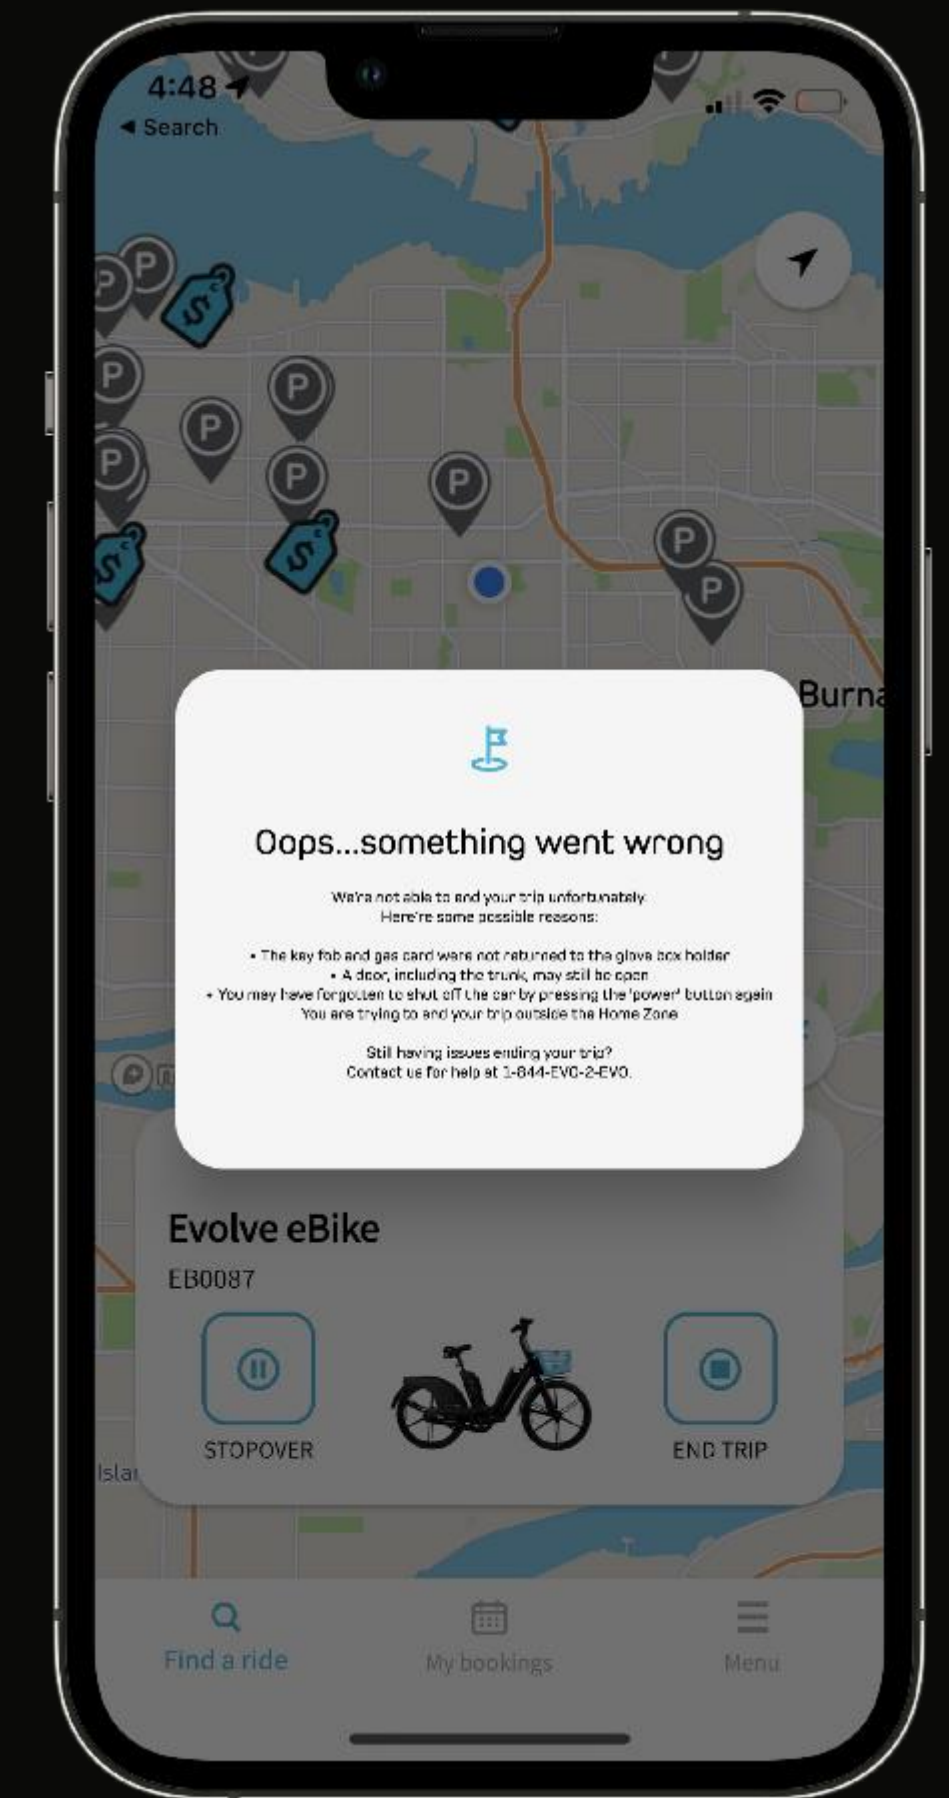 4:48
◀ Search
P
P
$
P
P
P
P
P
P
$
$
P
P
Burna
Oops...something went wrong
We're not able to end your trip unfortunately.
Here're some possible reasons:
• The key fob and gas card were not returned to the glove box holder
• A door, including the trunk, may still be open
• You may have forgotten to shut off the car by pressing the 'power' button again
You are trying to end your trip outside the Home Zone
Still having issues ending your trip?
Contact us for help at 1-844-EVO-2-EVO.
Evolve eBike
EB0087
STOPOVER
END TRIP
Islan
Find a ride
My bookings
Menu